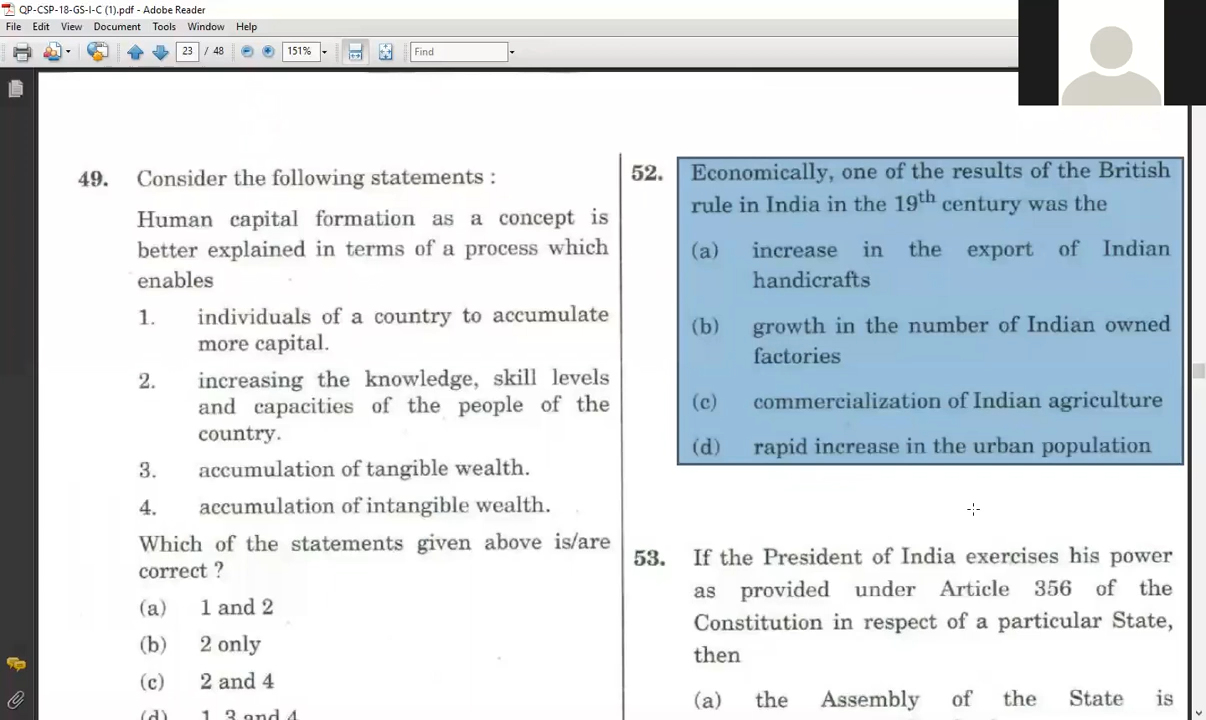 QP-CSP-18-GS-I-C (1).pdf - Adobe Reader
File Edit View Document Tools Window Help
23 / 48 151% Find
49. Consider the following statements :
Human capital formation as a concept is
better explained in terms of a process which
enables
1. individuals of a country to accumulate
more capital.
2. increasing the knowledge, skill levels
and capacities of the people of the
country.
3. accumulation of tangible wealth.
4. accumulation of intangible wealth.
Which of the statements given above is/are
correct ?
(a) 1 and 2
(b) 2 only
(c) 2 and 4
(d) 1, 3 and 4
52. Economically, one of the results of the British
rule in India in the 19th century was the
(a) increase in the export of Indian
handicrafts
(b) growth in the number of Indian owned
factories
(c) commercialization of Indian agriculture
(d) rapid increase in the urban population
53. If the President of India exercises his power
as provided under Article 356 of the
Constitution in respect of a particular State,
then
(a) the Assembly of the State is